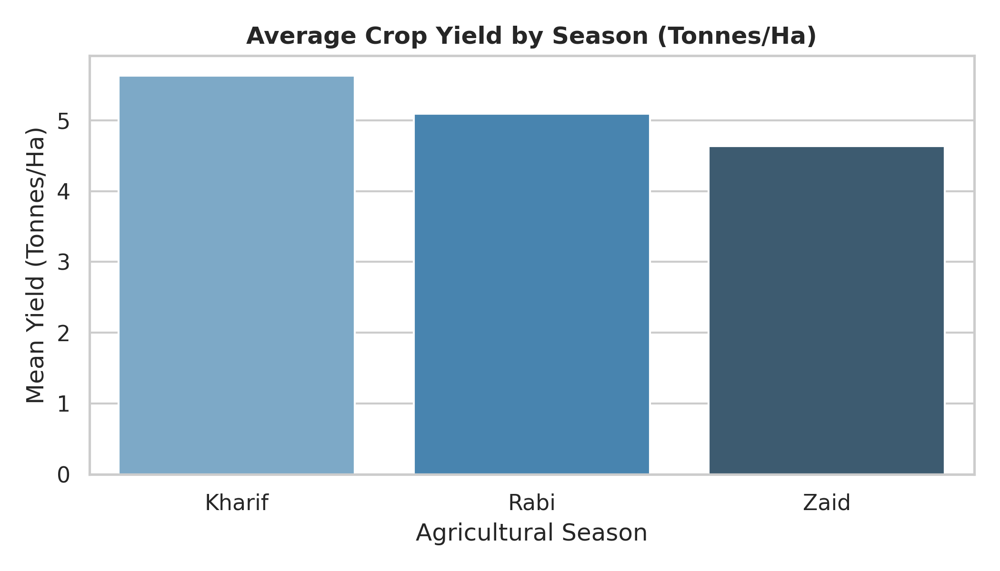 Average Crop Yield by Season (Tonnes/Ha)
Mean Yield (Tonnes/Ha)
5
4
3
2
1
0
Kharif
Rabi
Zaid
Agricultural Season